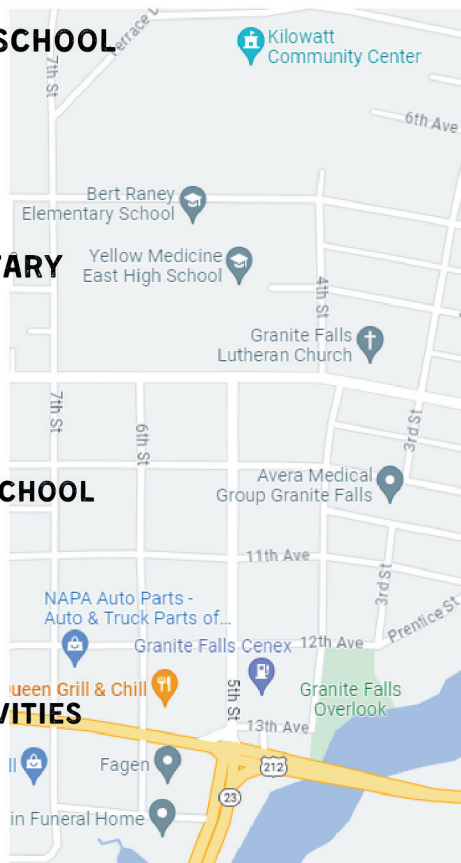 SCHOOL
Terrace L
7th St
Kilowatt
Community Center
6th Ave
Bert Raney
Elementary School
TARY
Yellow Medicine
East High School
4th St
Granite Falls
Lutheran Church
7th St
6th St
3rd St
Avera Medical
Group Granite Falls
CHOOL
11th Ave
3rd St
NAPA Auto Parts -
Auto & Truck Parts of...
Prentice St
Granite Falls Cenex
12th Ave
ueen Grill & Chill
5th St
Granite Falls
Overlook
VITIES
13th Ave
ll
Fagen
212
23
in Funeral Home